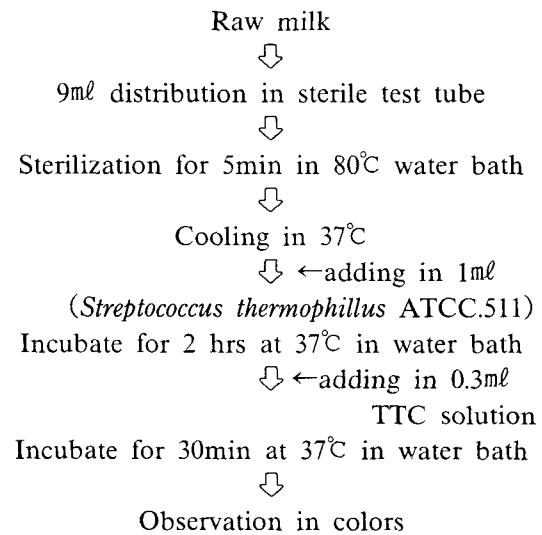 Raw milk
⇩
9mℓ distribution in sterile test tube
⇩
Sterilization for 5min in 80℃ water bath
⇩
Cooling in 37℃
⇩ ←adding in 1mℓ
(Streptococcus thermophillus ATCC.511)
Incubate for 2 hrs at 37℃ in water bath
⇩ ←adding in 0.3mℓ
TTC solution
Incubate for 30min at 37℃ in water bath
⇩
Observation in colors